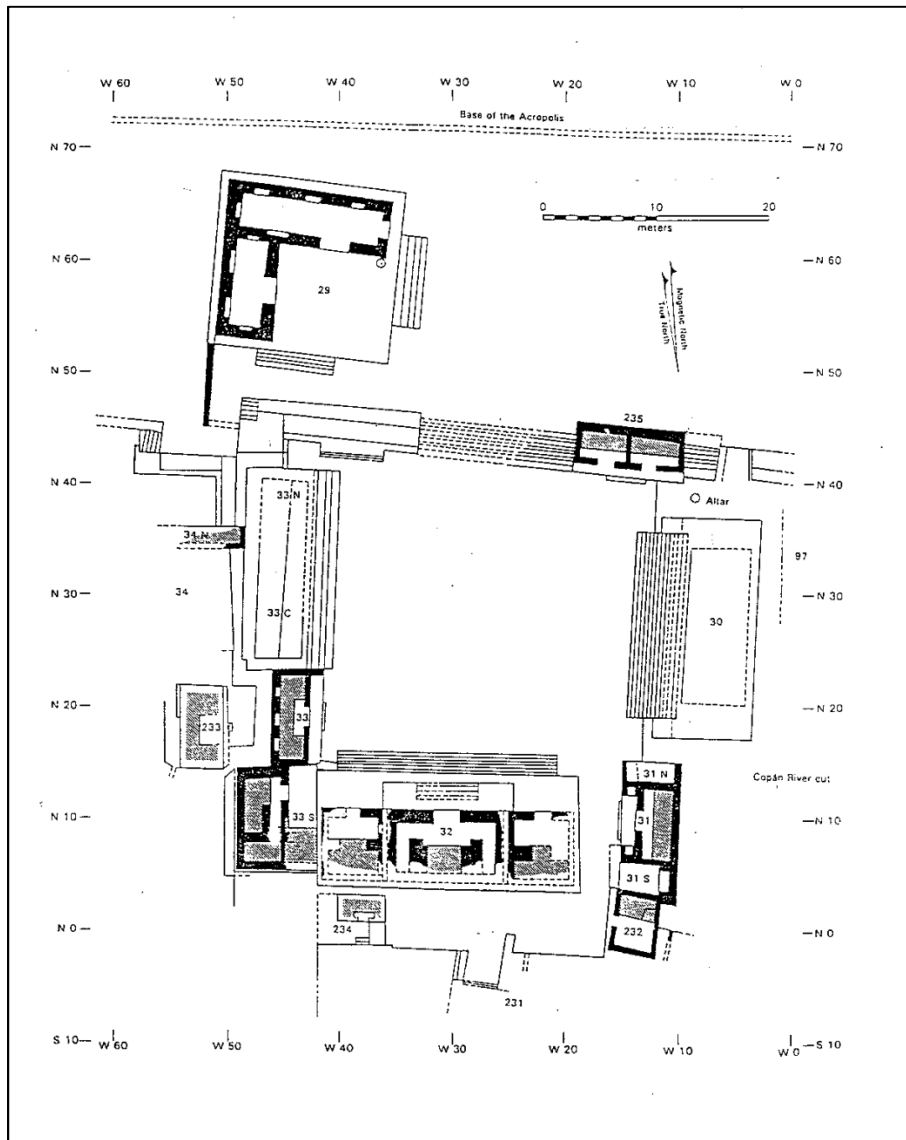 W 60 W 50 W 40 W 30 W 20 W 10 W 0
Base of the Acropolis
N 70 N 70
0 10 20
meters
N 60 N 60
Magnetic North
True North
29
N 50 N 50
235
N 40 N 40
33 N
Altar
34 N
97
34
N 30 N 30
33 C
30
N 20 N 20
233
33
31 N
Copán River cut
N 10 N 10
33 S
32
31
31 S
N 0 N 0
234
232
231
S 10 S 10
W 60 W 50 W 40 W 30 W 20 W 10 W 0